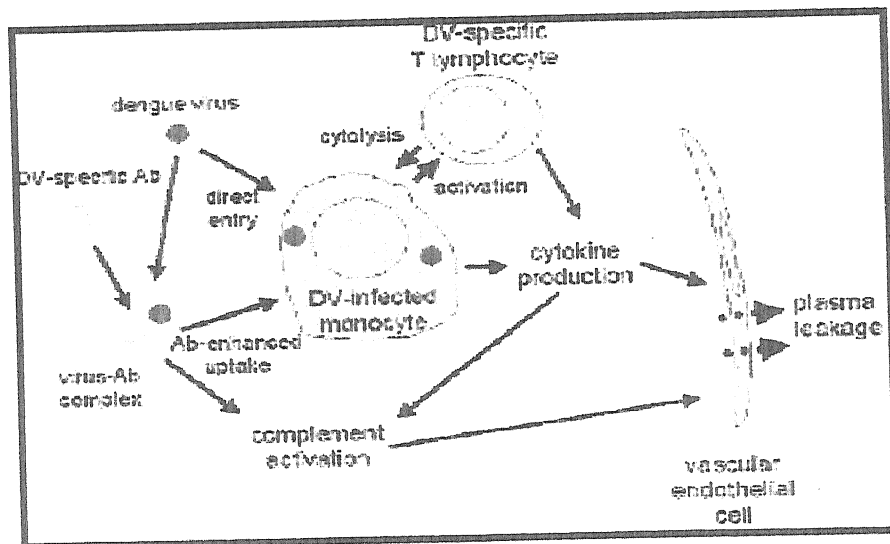 DV-specific
T lymphocyte
dengue virus
cytolysis
DV-specific Ab
activation
direct
entry
cytokine
production
DV-infected
monocyte
plasma
leakage
Ab-enhanced
uptake
virus-Ab
complex
complement
activation
vascular
endothelial
cell